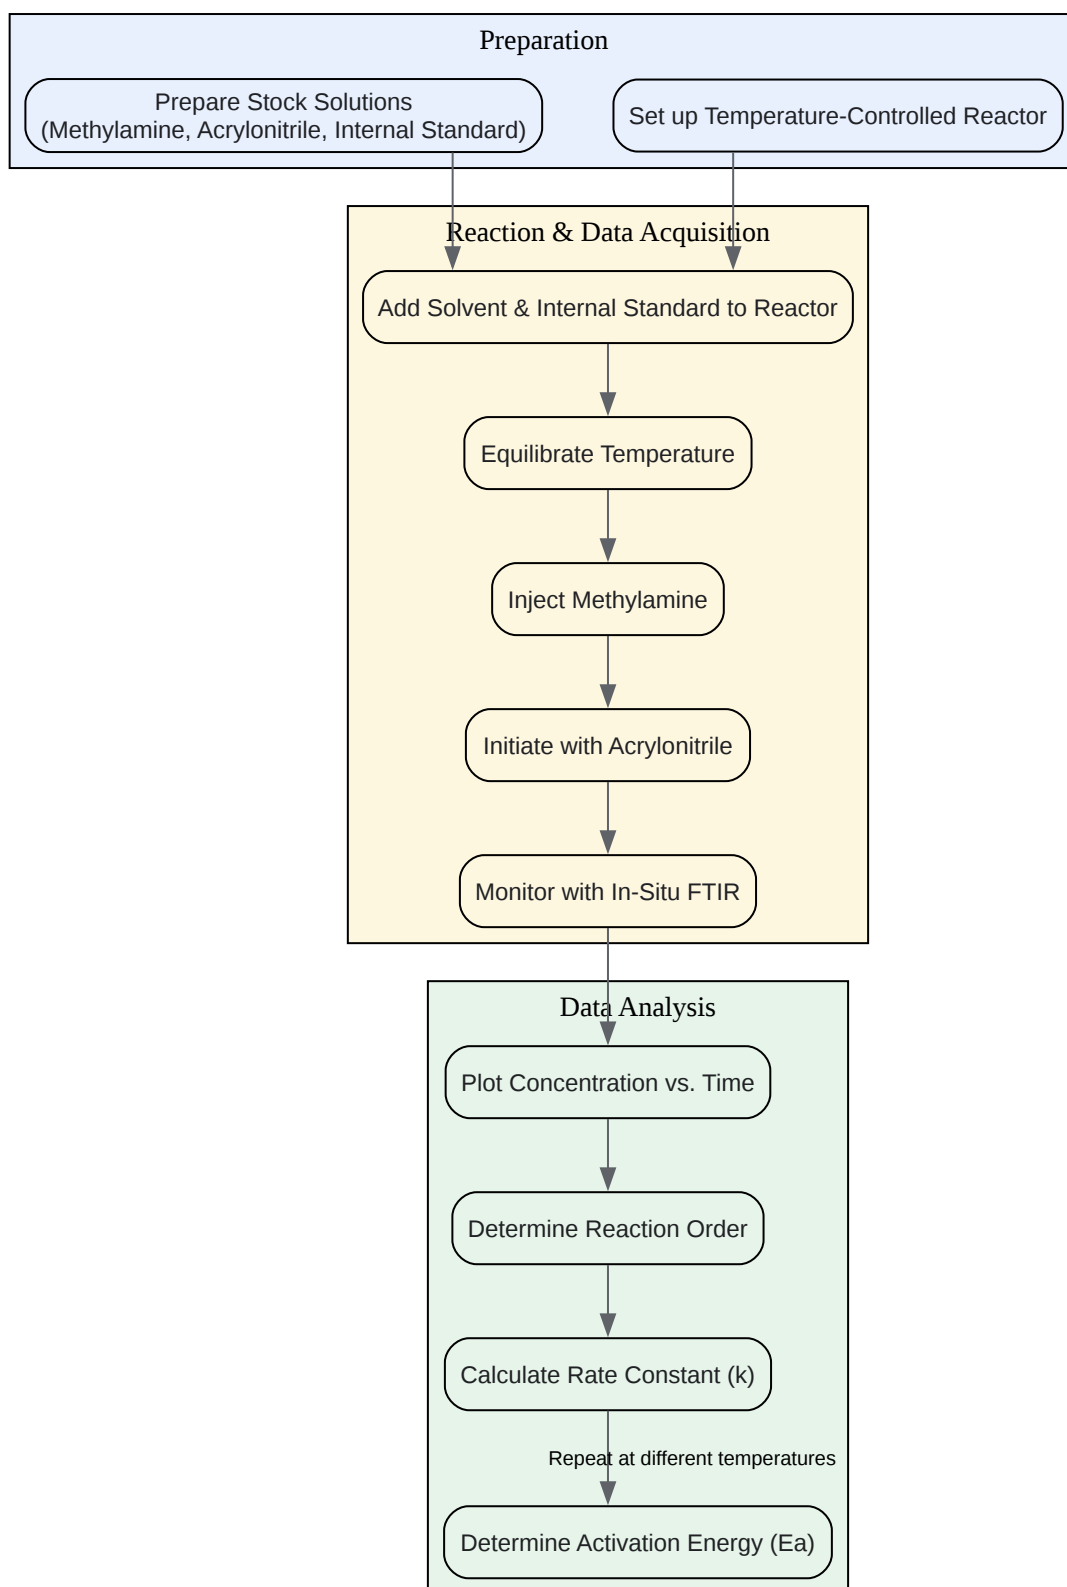 Preparation
Prepare Stock Solutions
(Methylamine, Acrylonitrile, Internal Standard)
Set up Temperature-Controlled Reactor
Reaction & Data Acquisition
Add Solvent & Internal Standard to Reactor
Equilibrate Temperature
Inject Methylamine
Initiate with Acrylonitrile
Monitor with In-Situ FTIR
Data Analysis
Plot Concentration vs. Time
Determine Reaction Order
Calculate Rate Constant (k)
Repeat at different temperatures
Determine Activation Energy (Ea)